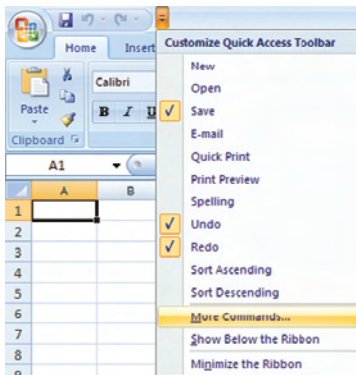 Home
Insert
Paste
Calibri
B I U
Clipboard
A1
A
B
1
2
3
4
5
6
7
8
9
Customize Quick Access Toolbar
New
Open
Save
E-mail
Quick Print
Print Preview
Spelling
Undo
Redo
Sort Ascending
Sort Descending
More Commands...
Show Below the Ribbon
Minimize the Ribbon